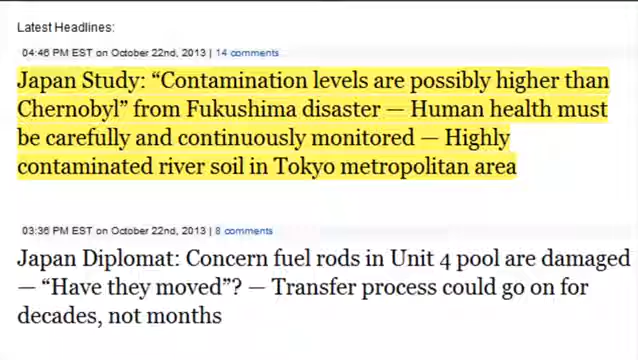 Latest Headlines:
04:46 PM EST on October 22nd, 2013 | 14 comments
Japan Study: “Contamination levels are possibly higher than
Chernobyl” from Fukushima disaster — Human health must
be carefully and continuously monitored — Highly
contaminated river soil in Tokyo metropolitan area
03:36 PM EST on October 22nd, 2013 | 8 comments
Japan Diplomat: Concern fuel rods in Unit 4 pool are damaged
— “Have they moved”? — Transfer process could go on for
decades, not months